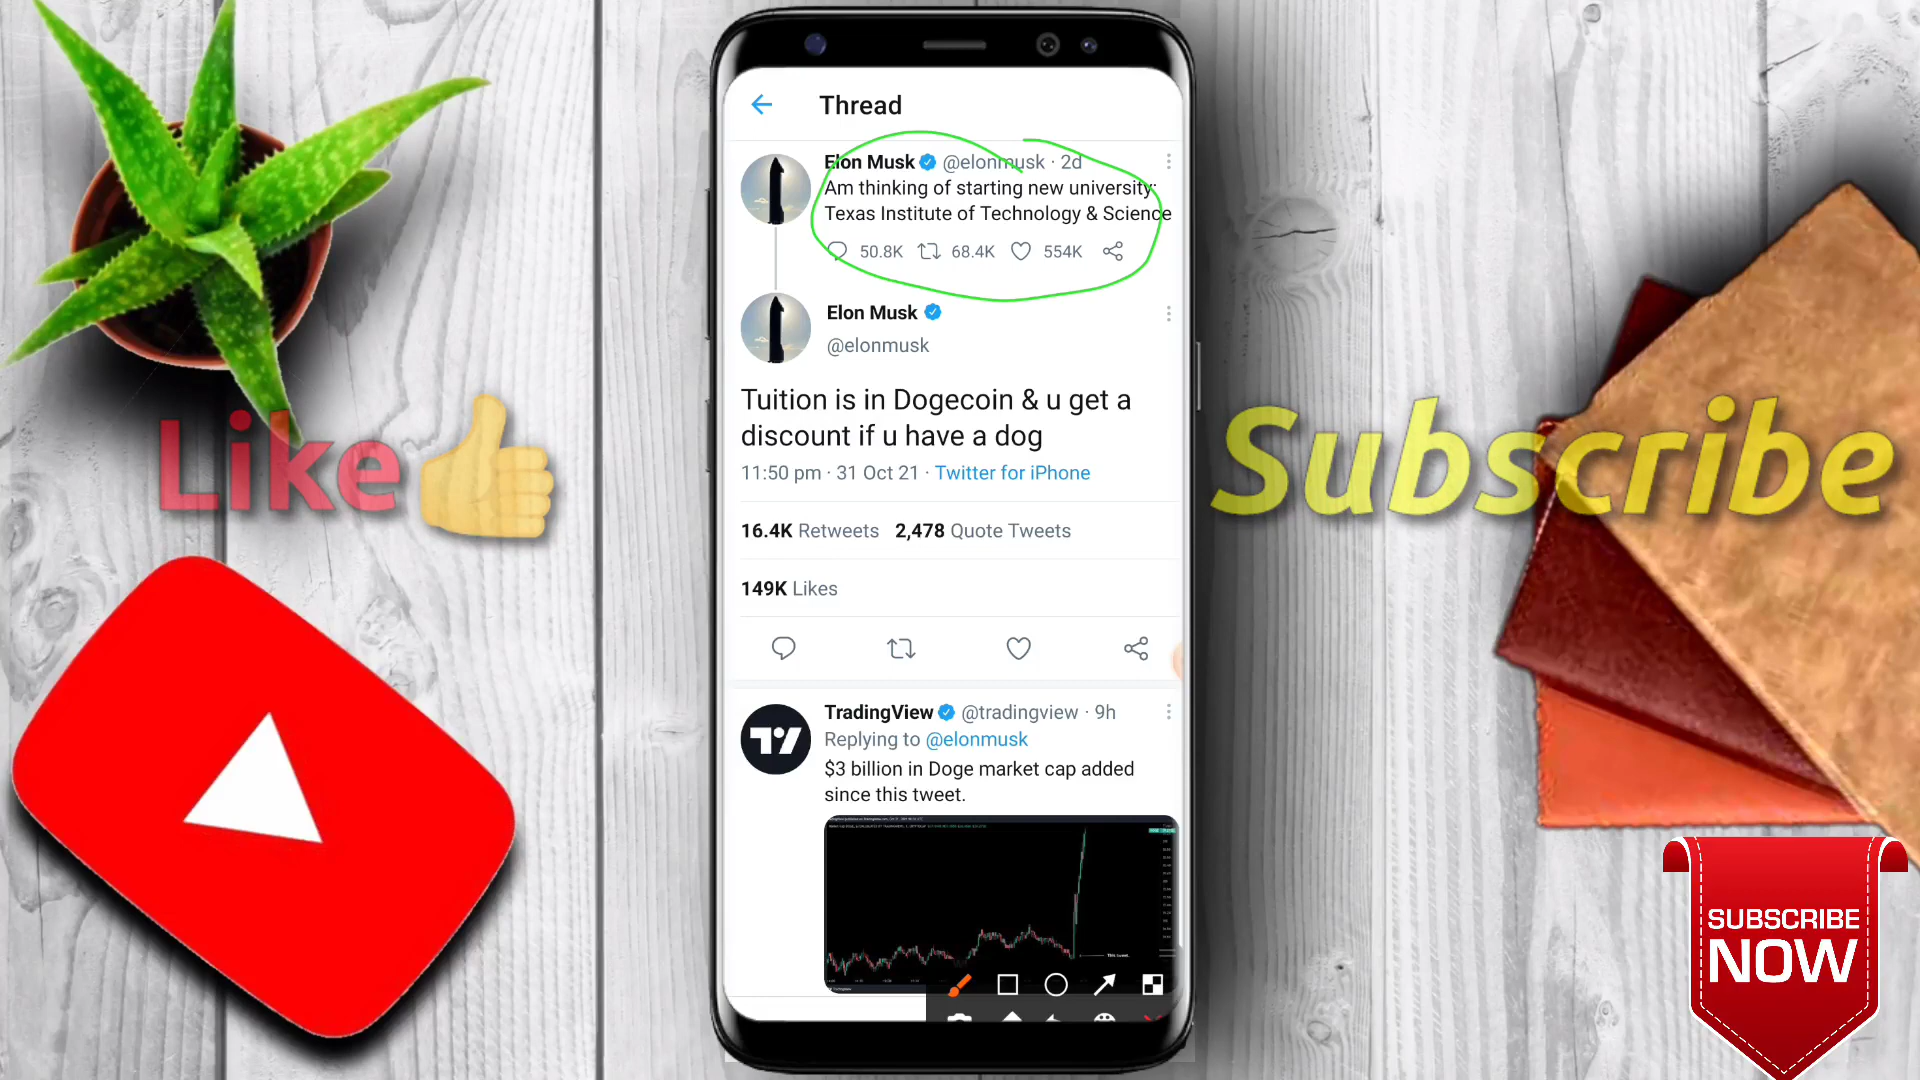 Thread
Elon Musk @elonmusk · 2d
Am thinking of starting new university:
Texas Institute of Technology & Science
50.8K 68.4K 554K
Elon Musk
@elonmusk
Tuition is in Dogecoin & u get a
discount if u have a dog
11:50 pm · 31 Oct 21 · Twitter for iPhone
16.4K Retweets 2,478 Quote Tweets
149K Likes
TradingView @tradingview · 9h
Replying to @elonmusk
$3 billion in Doge market cap added
since this tweet.
This tweet.
Like
Subscribe
SUBSCRIBE
NOW